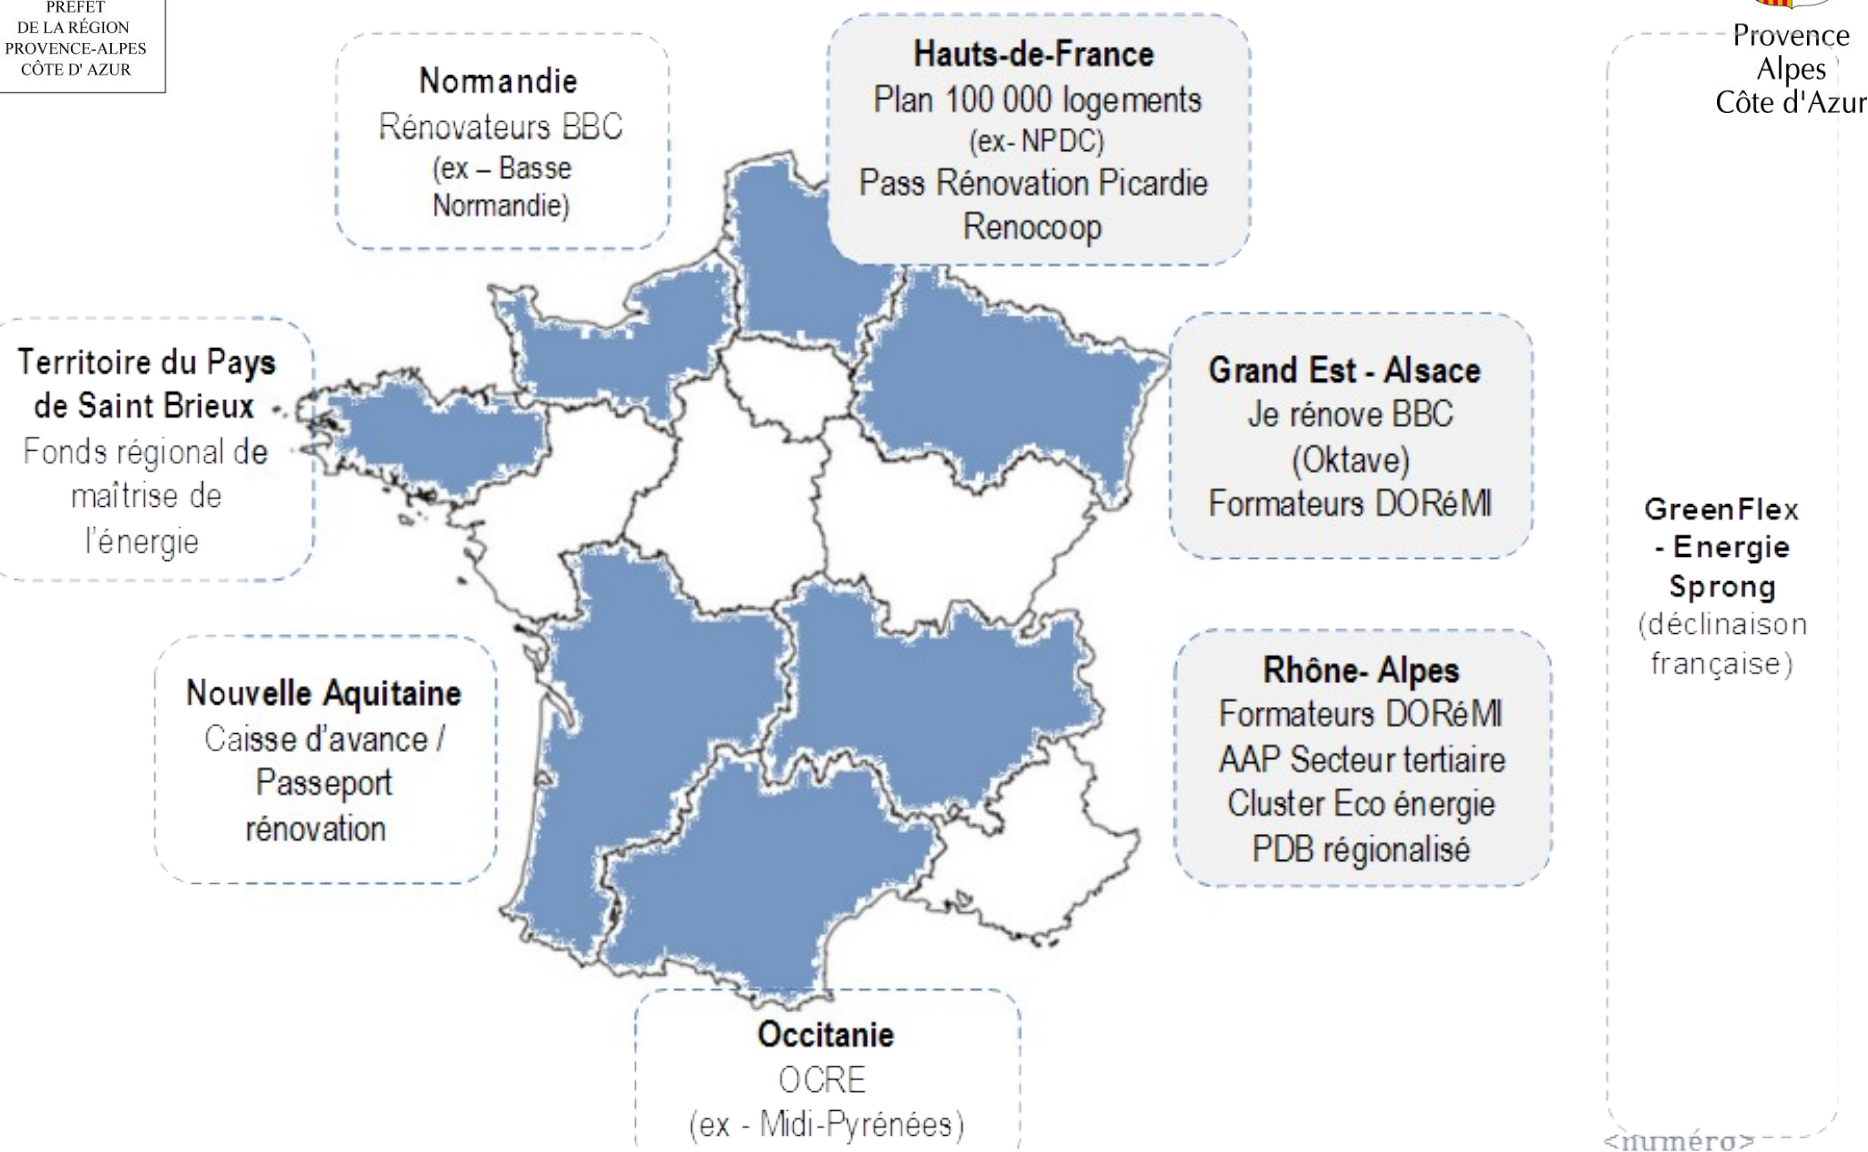 PREFET
DE LA RÉGION
PROVENCE-ALPES
CÔTE D' AZUR
Provence
Alpes
Côte d'Azur
Normandie
Rénovateurs BBC
(ex – Basse
Normandie)
Hauts-de-France
Plan 100 000 logements
(ex- NPDC)
Pass Rénovation Picardie
Renocoop
Territoire du Pays
de Saint Brieux
Fonds régional de
maîtrise de
l'énergie
Grand Est - Alsace
Je rénove BBC
(Oktave)
Formateurs DORéMI
Nouvelle Aquitaine
Caisse d'avance /
Passeport
rénovation
Rhône- Alpes
Formateurs DORéMI
AAP Secteur tertiaire
Cluster Eco énergie
PDB régionalisé
GreenFlex
- Energie
Sprong
(déclinaison
française)
Occitanie
OCRE
(ex - Midi-Pyrénées)
<numéro>